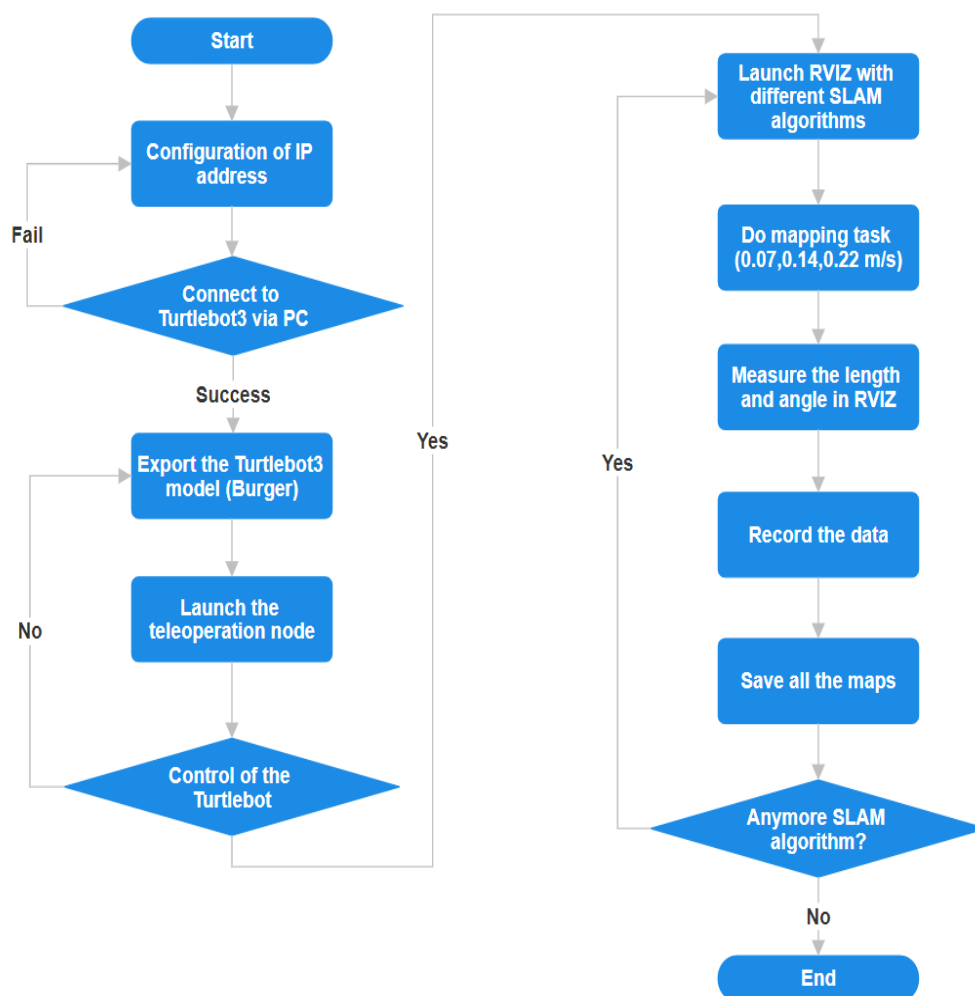 Start
Configuration of IP
address
Fail
Connect to
Turtlebot3 via PC
Success
Export the Turtlebot3
model (Burger)
Launch the
teleoperation node
No
Control of the
Turtlebot
Yes
Launch RVIZ with
different SLAM
algorithms
Do mapping task
(0.07,0.14,0.22 m/s)
Measure the length
and angle in RVIZ
Yes
Record the data
Save all the maps
Anymore SLAM
algorithm?
No
End